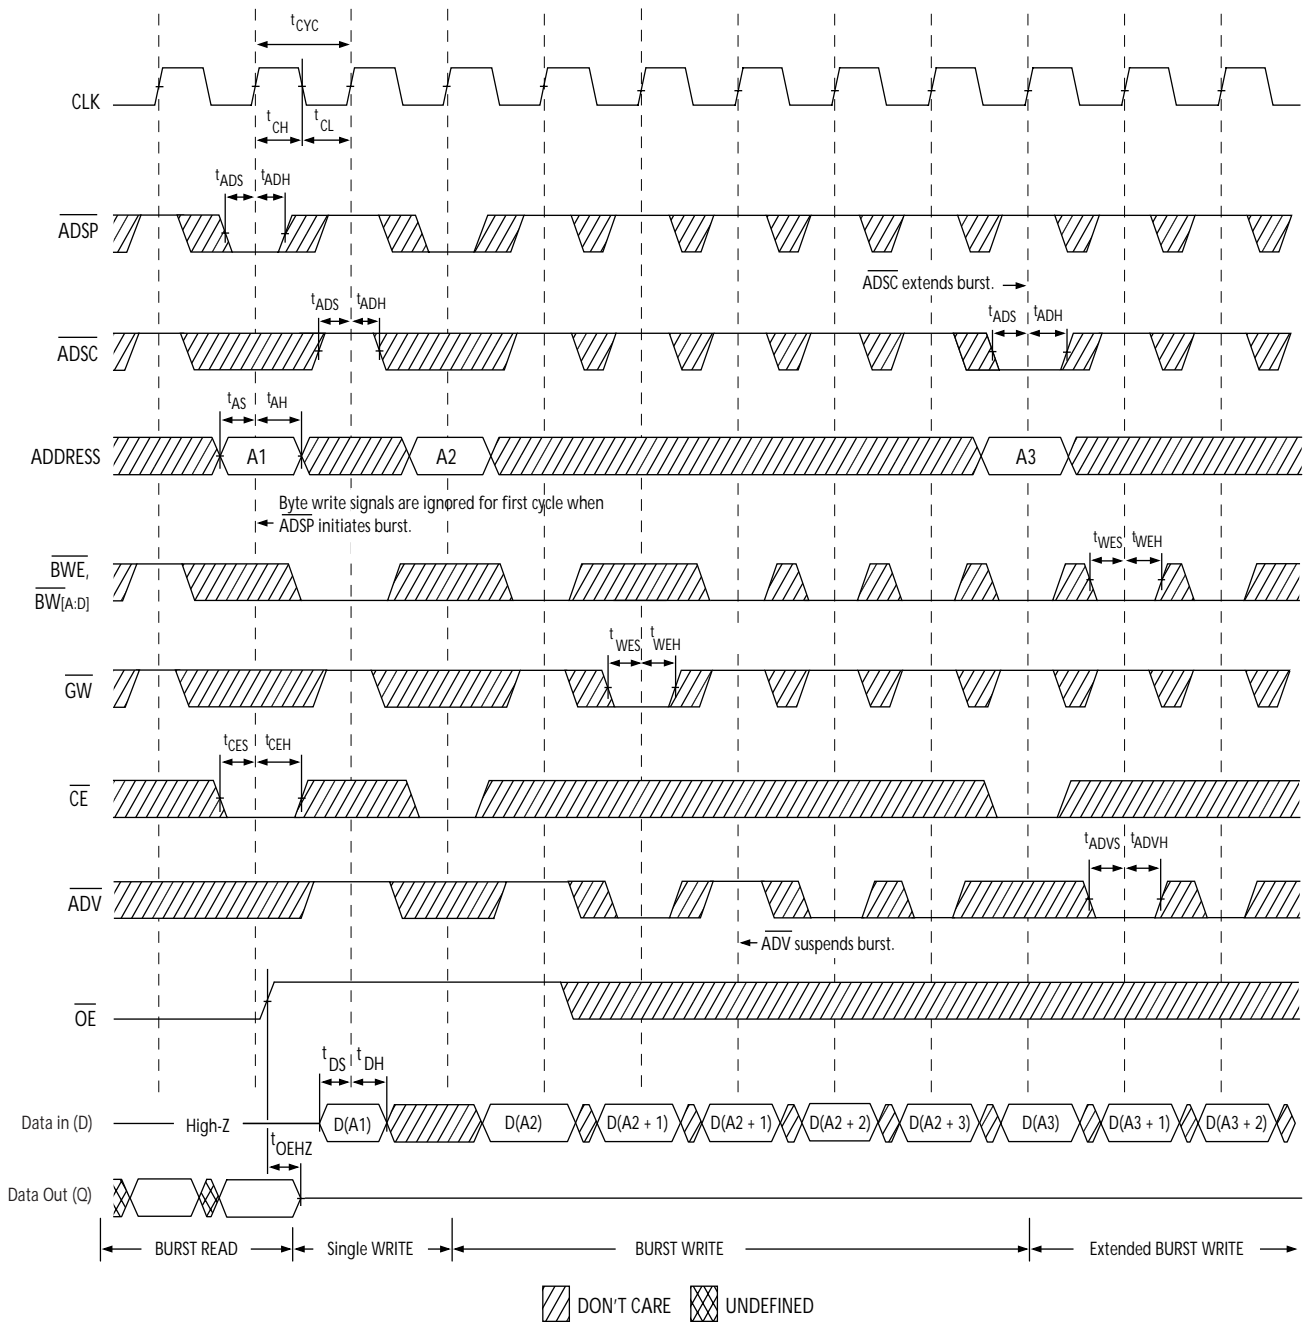 tCYC
CLK
tCH
tCL
tADS
tADH
ADSP
ADSC extends burst.
tADS
tADH
tADS
tADH
ADSC
tAS
tAH
ADDRESS
A1
A2
A3
Byte write signals are ignored for first cycle when
ADSP initiates burst.
tWES
tWEH
BWE,
BW[A:D]
tWES
tWEH
GW
tCES
tCEH
CE
tADVS
tADVH
ADV
ADV suspends burst.
OE
tDS
tDH
Data in (D)
High-Z
D(A1)
D(A2)
D(A2 + 1)
D(A2 + 1)
D(A2 + 2)
D(A2 + 3)
D(A3)
D(A3 + 1)
D(A3 + 2)
tOEHZ
Data Out (Q)
BURST READ
Single WRITE
BURST WRITE
Extended BURST WRITE
DON'T CARE
UNDEFINED